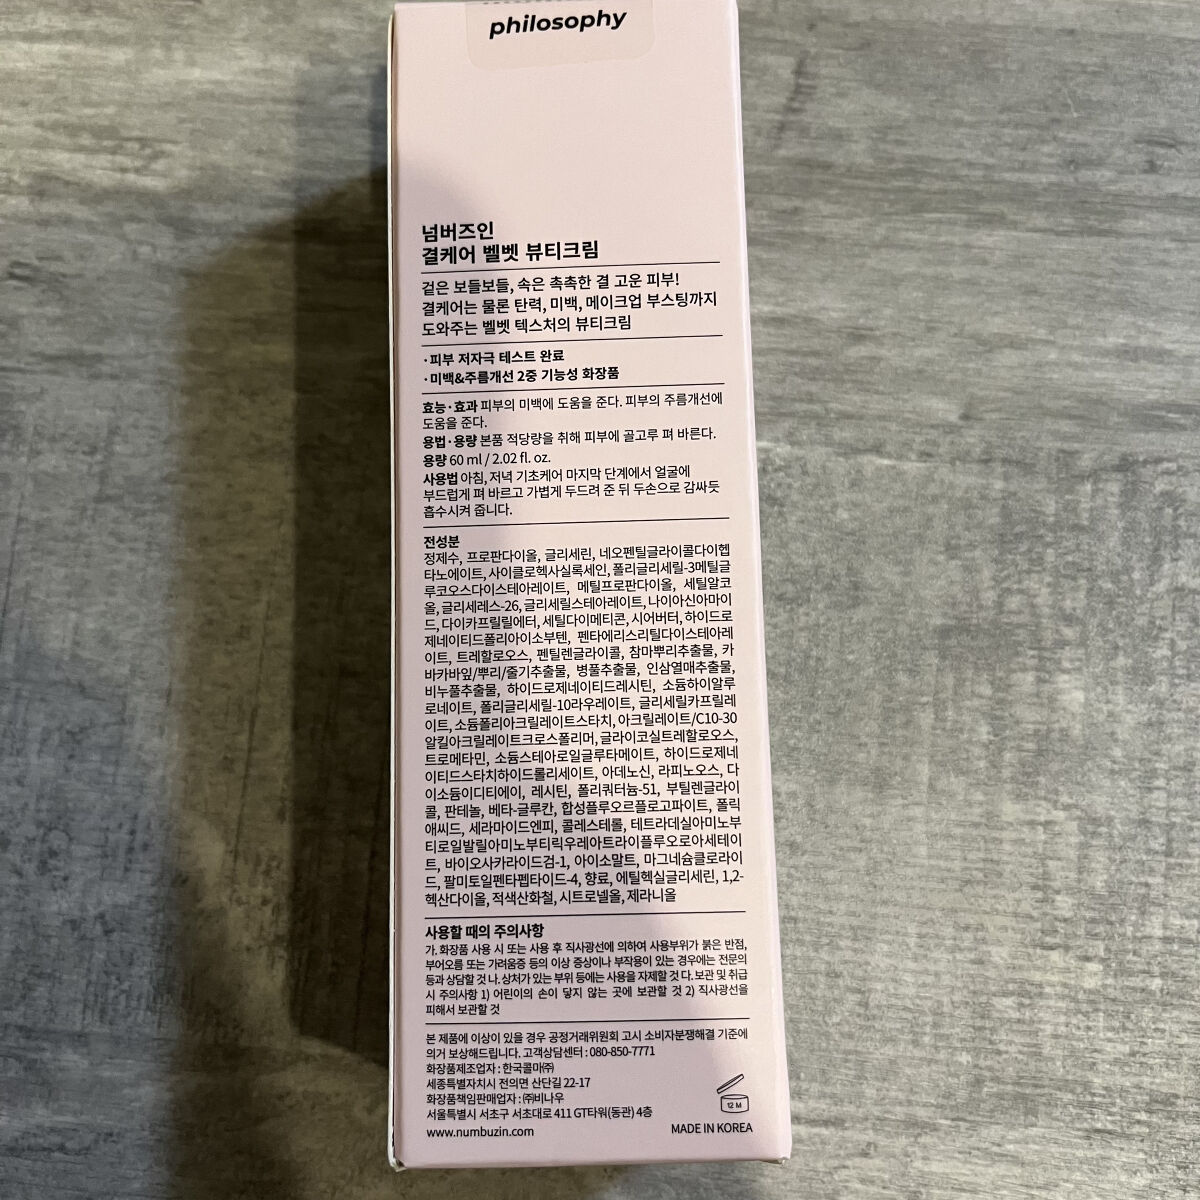 philosophy
넘버즈인
결케어 벨벳 뷰티크림
겉은 보들보들, 속은 촉촉한 결 고운 피부!
결케어는 물론 탄력, 미백, 메이크업 부스팅까지
도와주는 벨벳 텍스처의 뷰티크림
·피부 저자극 테스트 완료
·미백&주름개선 2중 기능성 화장품
효능·효과 피부의 미백에 도움을 준다. 피부의 주름개선에
도움을 준다.
용법·용량 본품 적당량을 취해 피부에 골고루 펴 바른다.
용량 60 ml / 2.02 fl. oz.
사용법 아침, 저녁 기초케어 마지막 단계에서 얼굴에
부드럽게 펴 바르고 가볍게 두드려 준 뒤 두손으로 감싸듯
흡수시켜 줍니다.
전성분
정제수, 프로판다이올, 글리세린, 네오펜틸글라이콜다이헵
타노에이트, 사이클로헥사실록세인, 폴리글리세릴-3메틸글
루코오스다이스테아레이트, 메틸프로판다이올, 세틸알코
올, 글리세레스-26, 글리세릴스테아레이트, 나이아신아마이
드, 다이카프릴릴에터, 세틸다이메티콘, 시어버터, 하이드로
제네이티드폴리아이소부텐, 펜타에리스리틸다이스테아레
이트, 트레할로오스, 펜틸렌글라이콜, 참마뿌리추출물, 카
바카바잎/뿌리/줄기추출물, 병풀추출물, 인삼열매추출물,
비누풀추출물, 하이드로제네이티드레시틴, 소듐하이알루
로네이트, 폴리글리세릴-10라우레이트, 글리세릴카프릴레
이트, 소듐폴리아크릴레이트스타치, 아크릴레이트/C10-30
알킬아크릴레이트크로스폴리머, 글라이코실트레할로오스,
트로메타민, 소듐스테아로일글루타메이트, 하이드로제네
이티드스타치하이드롤리세이트, 아데노신, 라피노오스, 다
이소듐이디티에이, 레시틴, 폴리쿼터늄-51, 부틸렌글라이
콜, 판테놀, 베타-글루칸, 합성플루오르플로고파이트, 폴릭
애씨드, 세라마이드엔피, 콜레스테롤, 테트라데실아미노부
티로일발릴아미노부티릭우레아트라이플루오로아세테이
트, 바이오사카라이드검-1, 아이소말트, 마그네슘클로라이
드, 팔미토일펜타펩타이드-4, 향료, 에틸헥실글리세린, 1,2-
헥산다이올, 적색산화철, 시트로넬올, 제라니올
사용할 때의 주의사항
가. 화장품 사용 시 또는 사용 후 직사광선에 의하여 사용부위가 붉은 반점,
부어오름 또는 가려움증 등의 이상 증상이나 부작용이 있는 경우에는 전문의
등과 상담할 것 나. 상처가 있는 부위 등에는 사용을 자제할 것 다. 보관 및 취급
시 주의사항 1) 어린이의 손이 닿지 않는 곳에 보관할 것 2) 직사광선을
피해서 보관할 것
본 제품에 이상이 있을 경우 공정거래위원회 고시 소비자분쟁해결 기준에
의거 보상해드립니다. 고객상담센터 : 080-850-7771
화장품제조업자 : 한국콜마㈜
세종특별자치시 전의면 산단길 22-17
화장품책임판매업자 : ㈜비나우
서울특별시 서초구 서초대로 411 GT타워(동관) 4층
12 M
www.numbuzin.com MADE IN KOREA